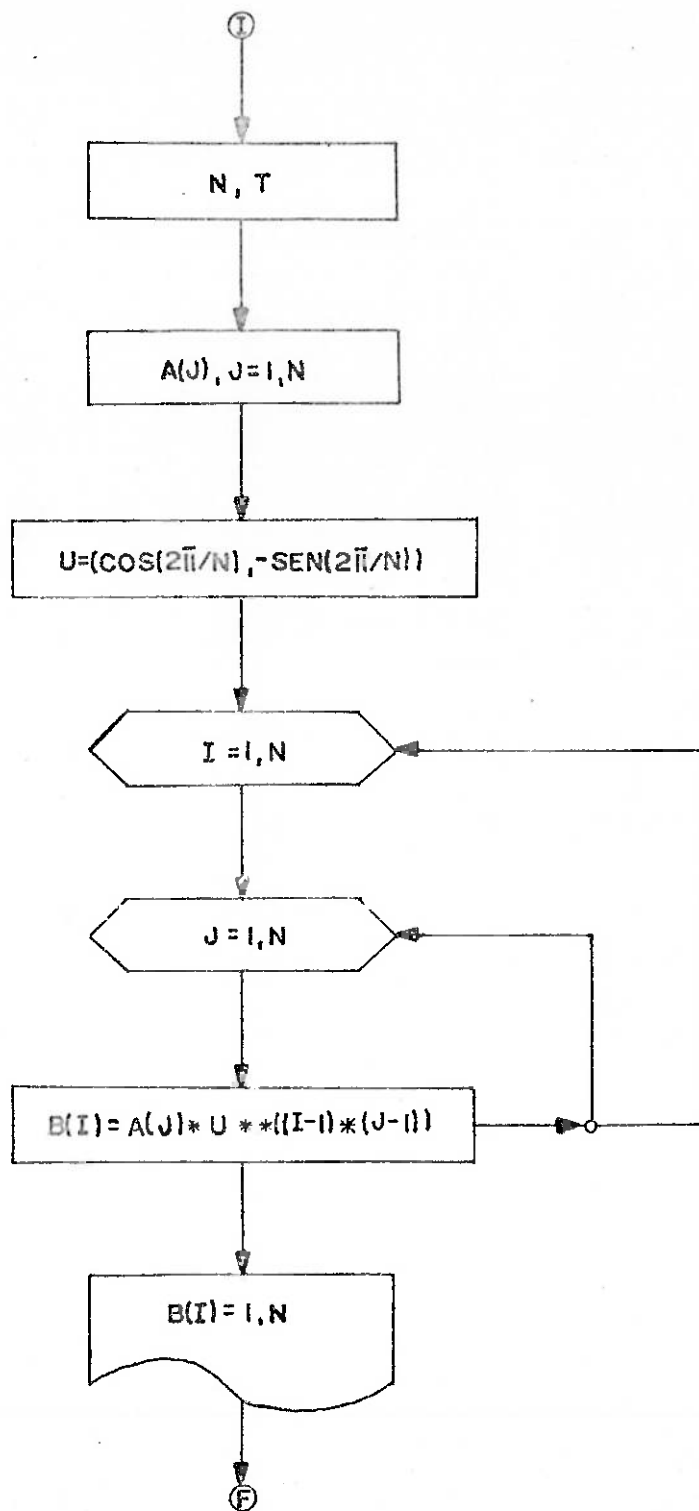 I
N, T
A(J), J=1,N
U=(COS(2π/N),-SEN(2π/N))
I=1,N
J=1,N
B(I)=A(J)*U**((I-1)*(J-1))
B(I)=1,N
F